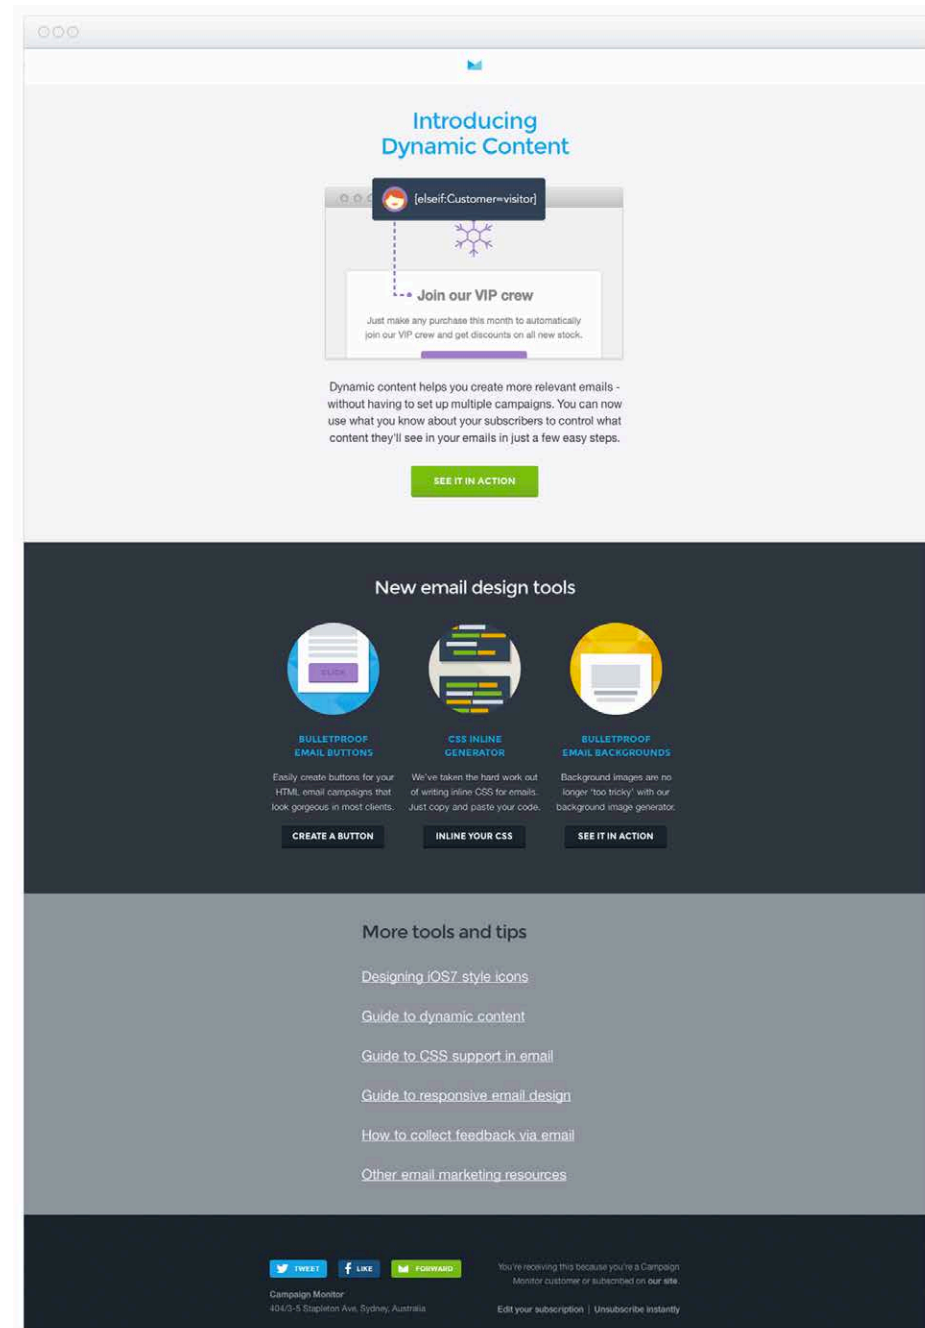 Introducing
Dynamic Content
[elseif:Customer=visitor]
Join our VIP crew
Just make any purchase this month to automatically
join our VIP crew and get discounts on all new stock.
Dynamic content helps you create more relevant emails -
without having to set up multiple campaigns. You can now
use what you know about your subscribers to control what
content they'll see in your emails in just a few easy steps.
SEE IT IN ACTION
New email design tools
CLICK
BULLETPROOF
EMAIL BUTTONS
Easily create buttons for your
HTML email campaigns that
look gorgeous in most clients.
CREATE A BUTTON
CSS INLINE
GENERATOR
We've taken the hard work out
of writing inline CSS for emails.
Just copy and paste your code.
INLINE YOUR CSS
BULLETPROOF
EMAIL BACKGROUNDS
Background images are no
longer 'too tricky' with our
background image generator.
SEE IT IN ACTION
More tools and tips
Designing iOS7 style icons
Guide to dynamic content
Guide to CSS support in email
Guide to responsive email design
How to collect feedback via email
Other email marketing resources
TWEET
LIKE
FORWARD
Campaign Monitor
404/3-5 Stapleton Ave, Sydney, Australia
You're receiving this because you're a Campaign
Monitor customer or subscribed on our site.
Edit your subscription | Unsubscribe instantly